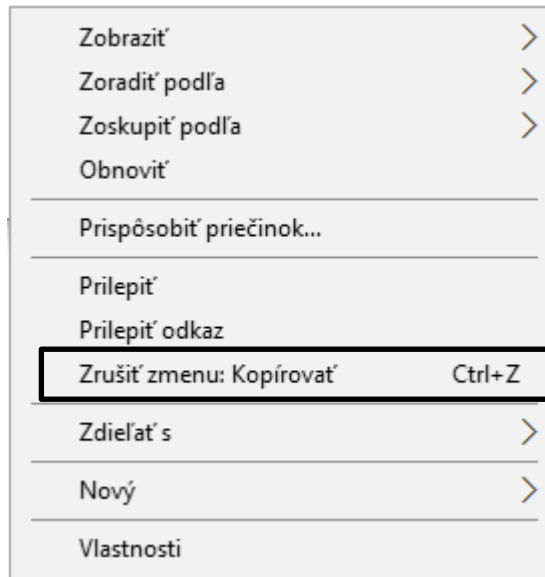 Zobraziť
Zoradiť podľa
Zoskupiť podľa
Obnoviť
Prispôsobiť priečinok...
Prilepiť
Prilepiť odkaz
Zrušiť zmenu: Kopírovať Ctrl+Z
Zdieľať s
Nový
Vlastnosti